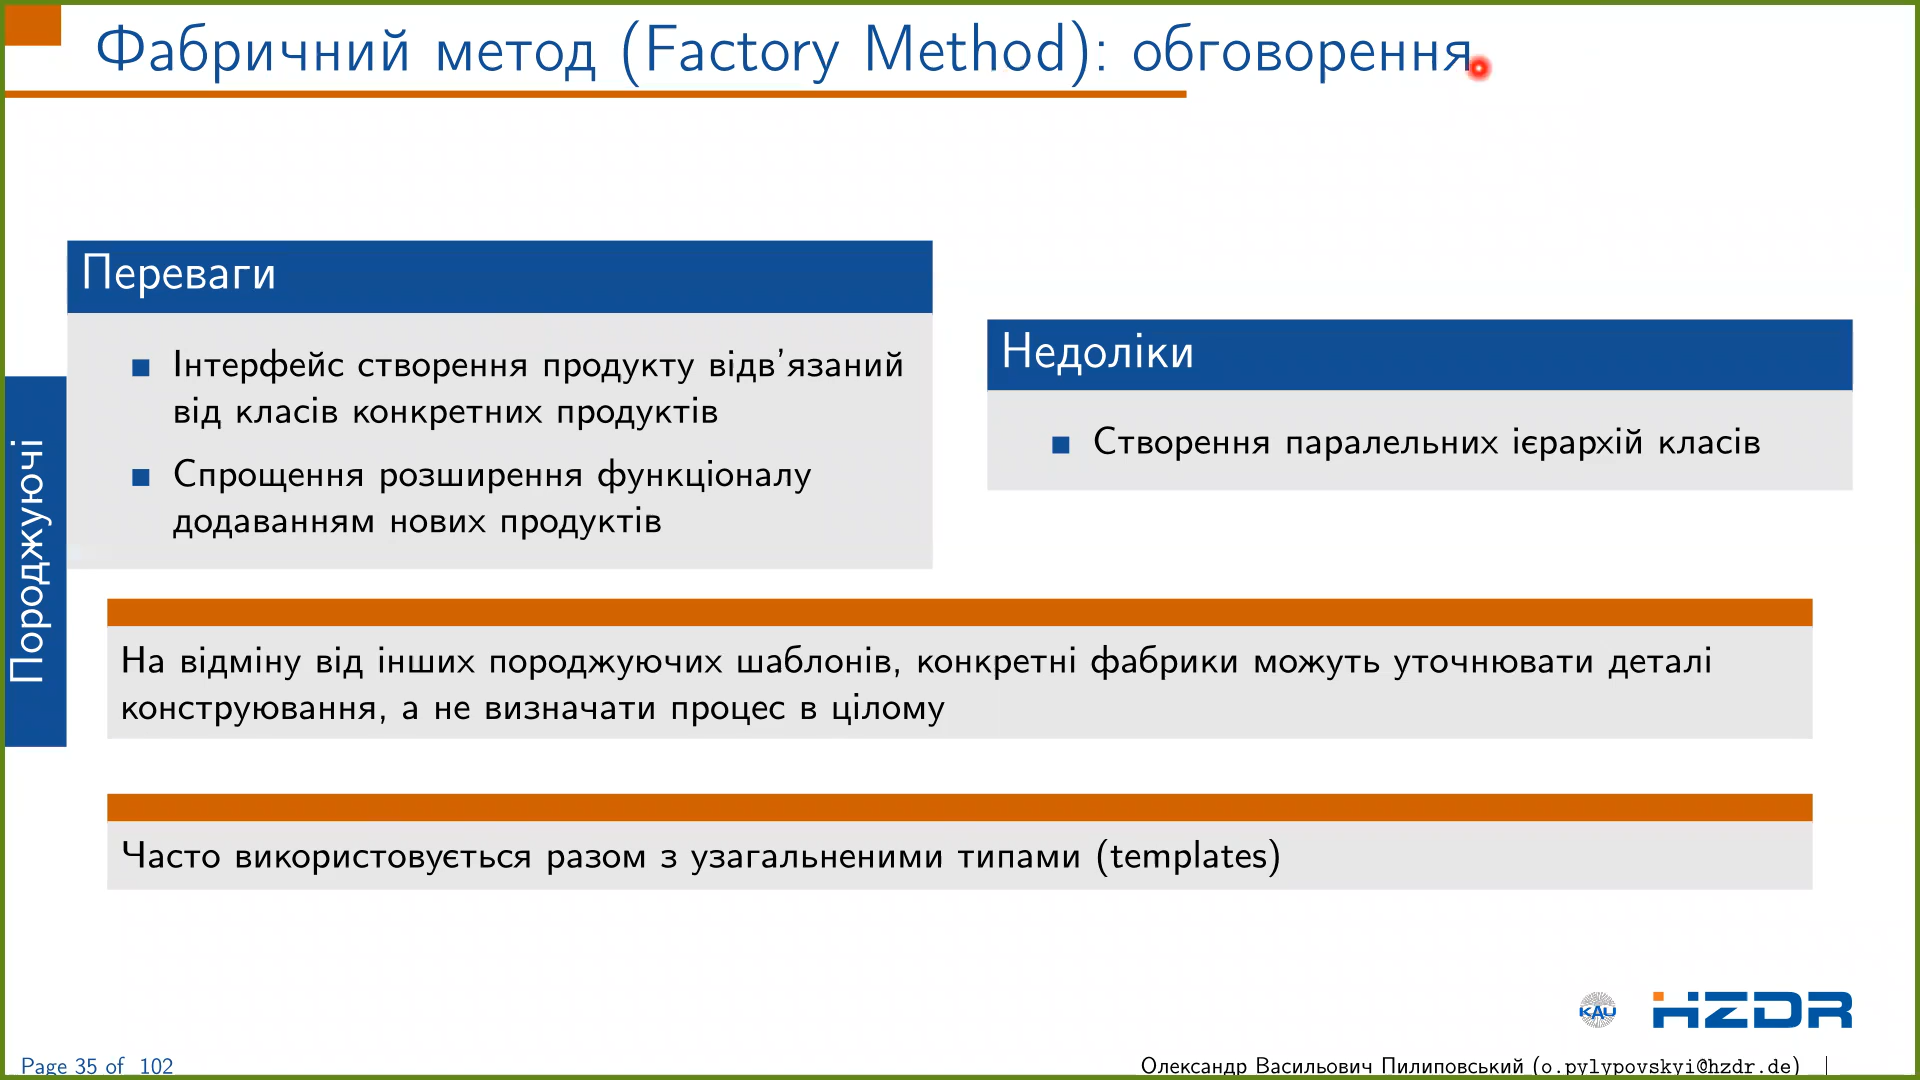 Фабричний метод (Factory Method): обговорення
Переваги
Інтерфейс створення продукту відв'язаний
від класів конкретних продуктів
Спрощення розширення функціоналу
додаванням нових продуктів
Недоліки
Створення паралельних ієрархій класів
Породжуючі
На відміну від інших породжуючих шаблонів, конкретні фабрики можуть уточнювати деталі
конструювання, а не визначати процес в цілому
Часто використовується разом з узагальненими типами (templates)
KAU
HZDR
Page 35 of 102
Олександр Васильович Пилиповський (o.pylypovskyi@hzdr.de) |